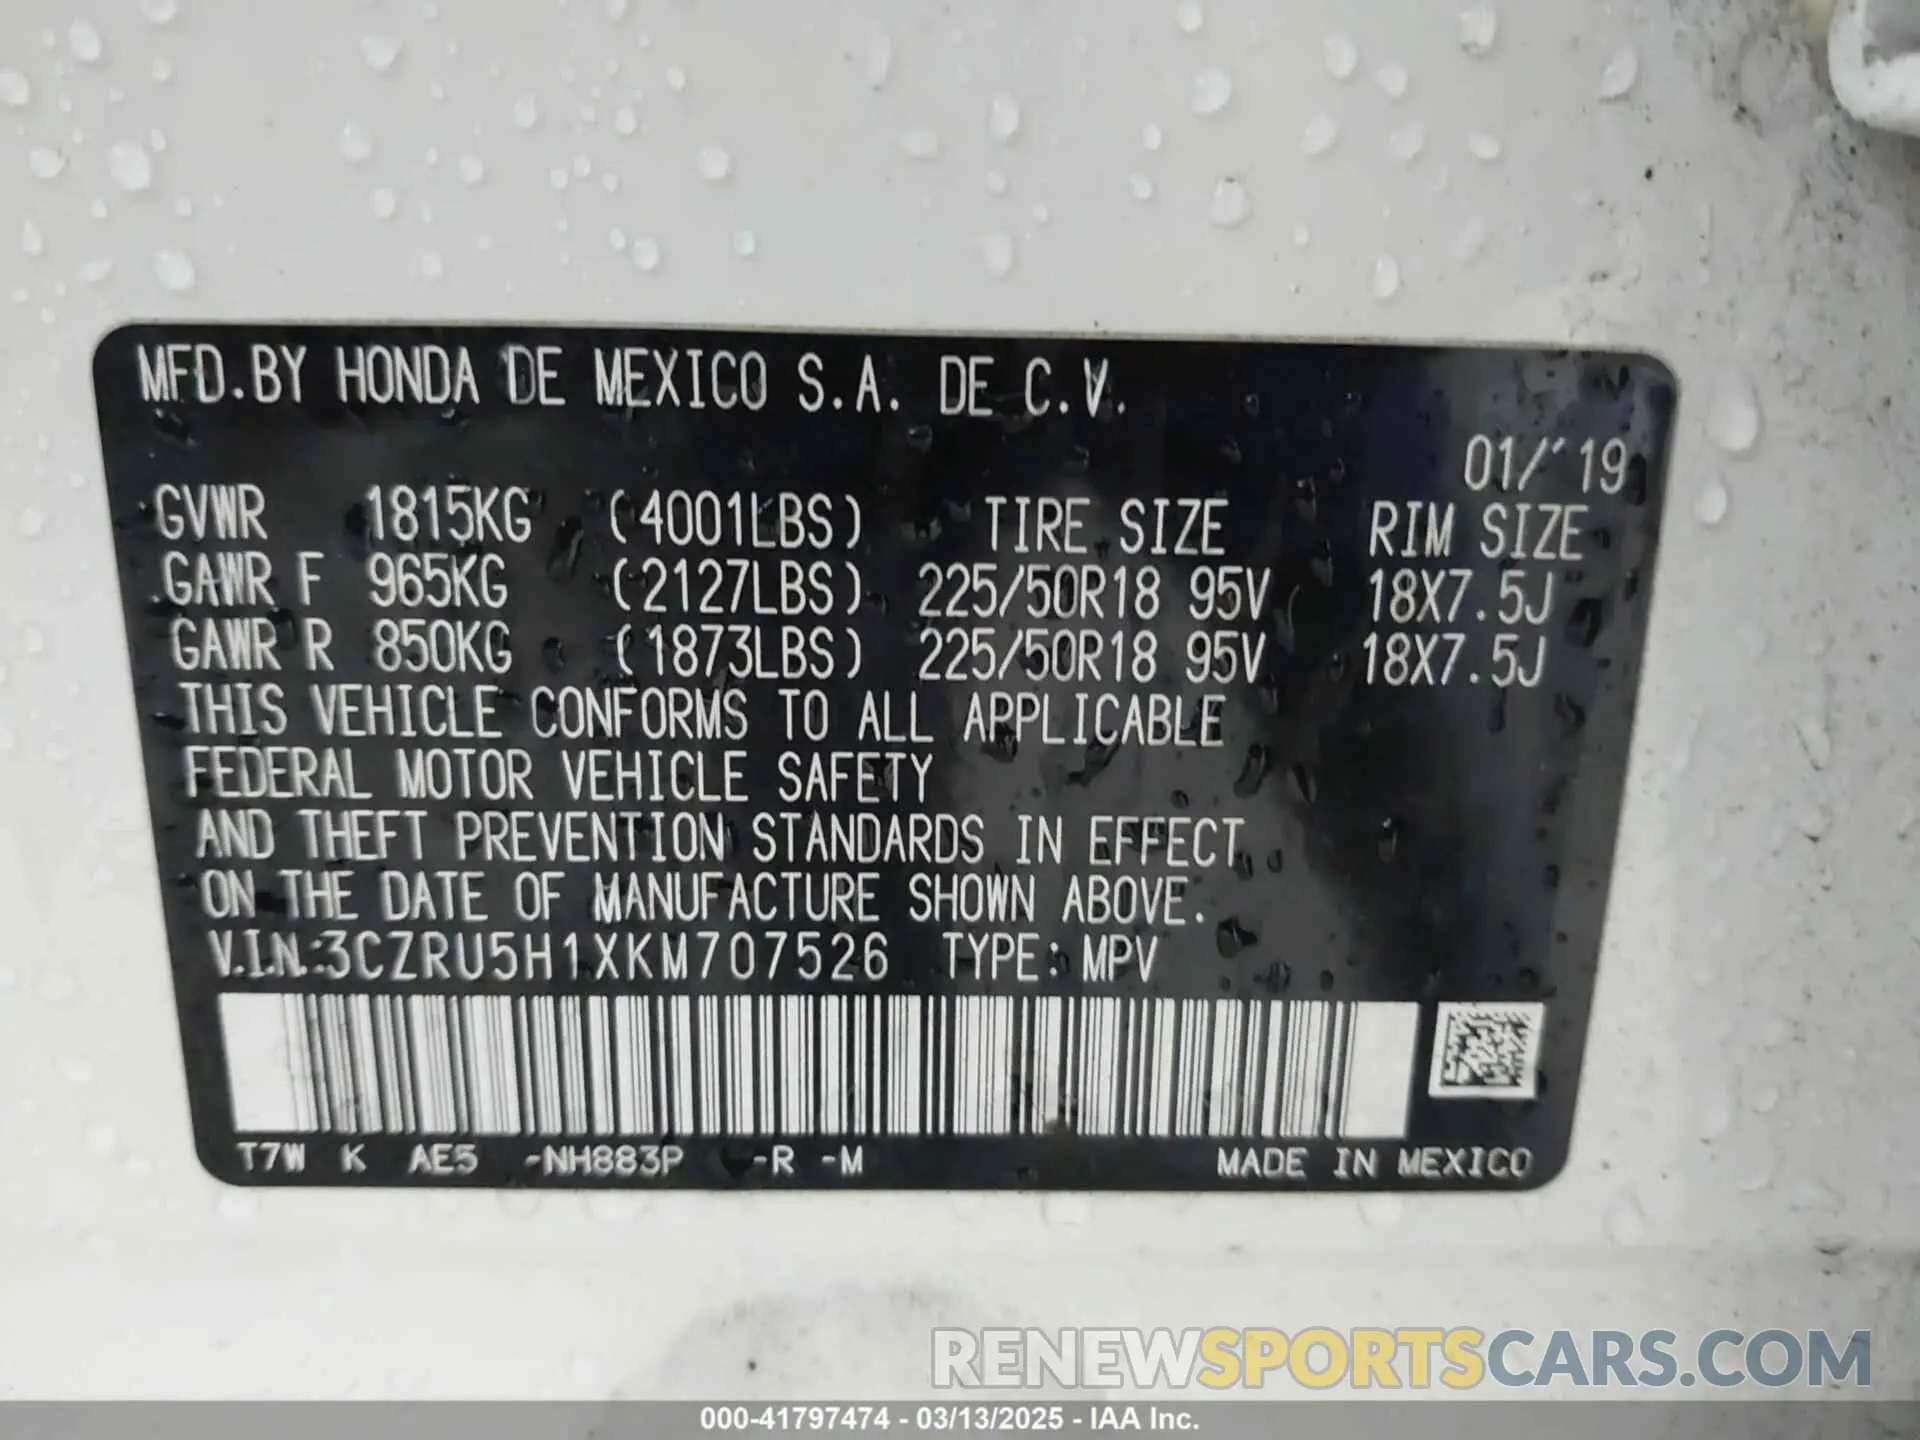 MFD.BY HONDA DE MEXICO S.A. DE C.V.
01/'19
GVWR 1815KG (4001LBS) TIRE SIZE RIM SIZE
GAWR F 965KG (2127LBS) 225/50R18 95V 18X7.5J
GAWR R 850KG (1873LBS) 225/50R18 95V 18X7.5J
THIS VEHICLE CONFORMS TO ALL APPLICABLE
FEDERAL MOTOR VEHICLE SAFETY
AND THEFT PREVENTION STANDARDS IN EFFECT
ON THE DATE OF MANUFACTURE SHOWN ABOVE.
V.I.N:3CZRU5H1XKM707526 TYPE: MPV
T7W K AE5 -NH883P -R -M MADE IN MEXICO
RENEWSPORTSCARS.COM
000-41797474 - 03/13/2025 - IAA Inc.